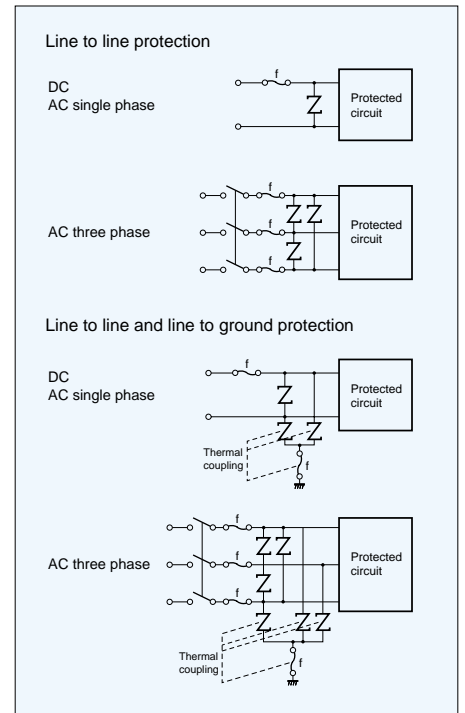 Line to line protection
DC
AC single phase
f
Protected
circuit
AC three phase
f
f
f
Protected
circuit
Line to line and line to ground protection
DC
AC single phase
f
Protected
circuit
Thermal
coupling
f
AC three phase
f
f
f
Protected
circuit
Thermal
coupling
f